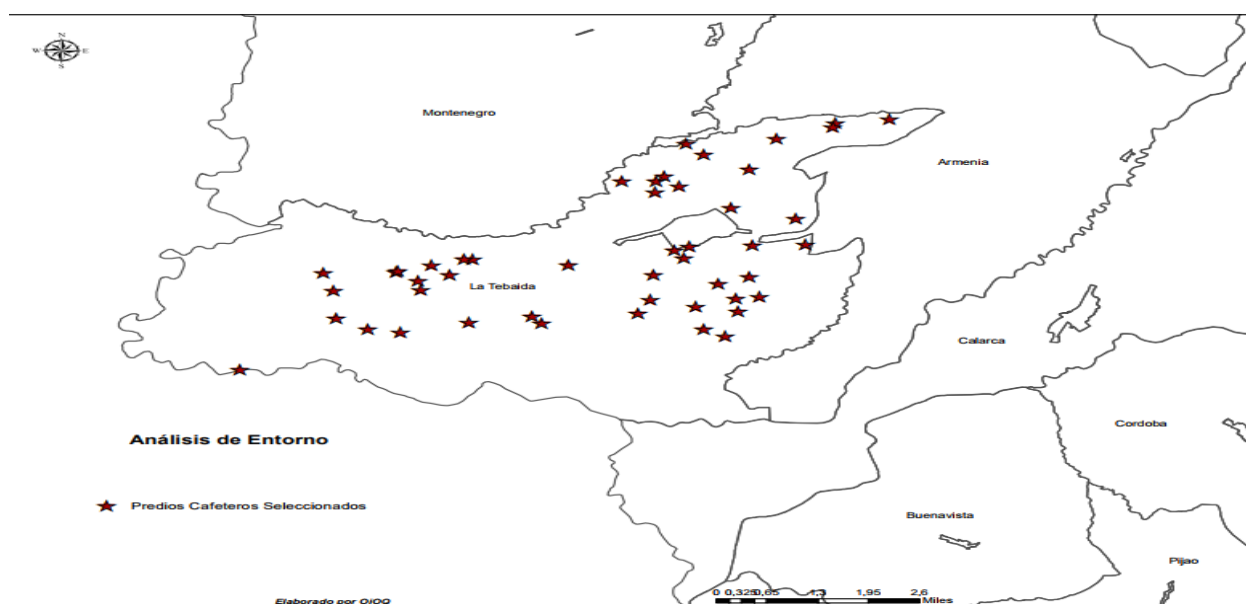 N
W E
S
Montenegro
Armenia
La Tebaida
Calarca
Cordoba
Análisis de Entorno
Predios Cafeteros Seleccionados
Buenavista
Pijao
0 0,325 0,65 1,3 1,95 2,6
Miles
Elaborado por OiOQ